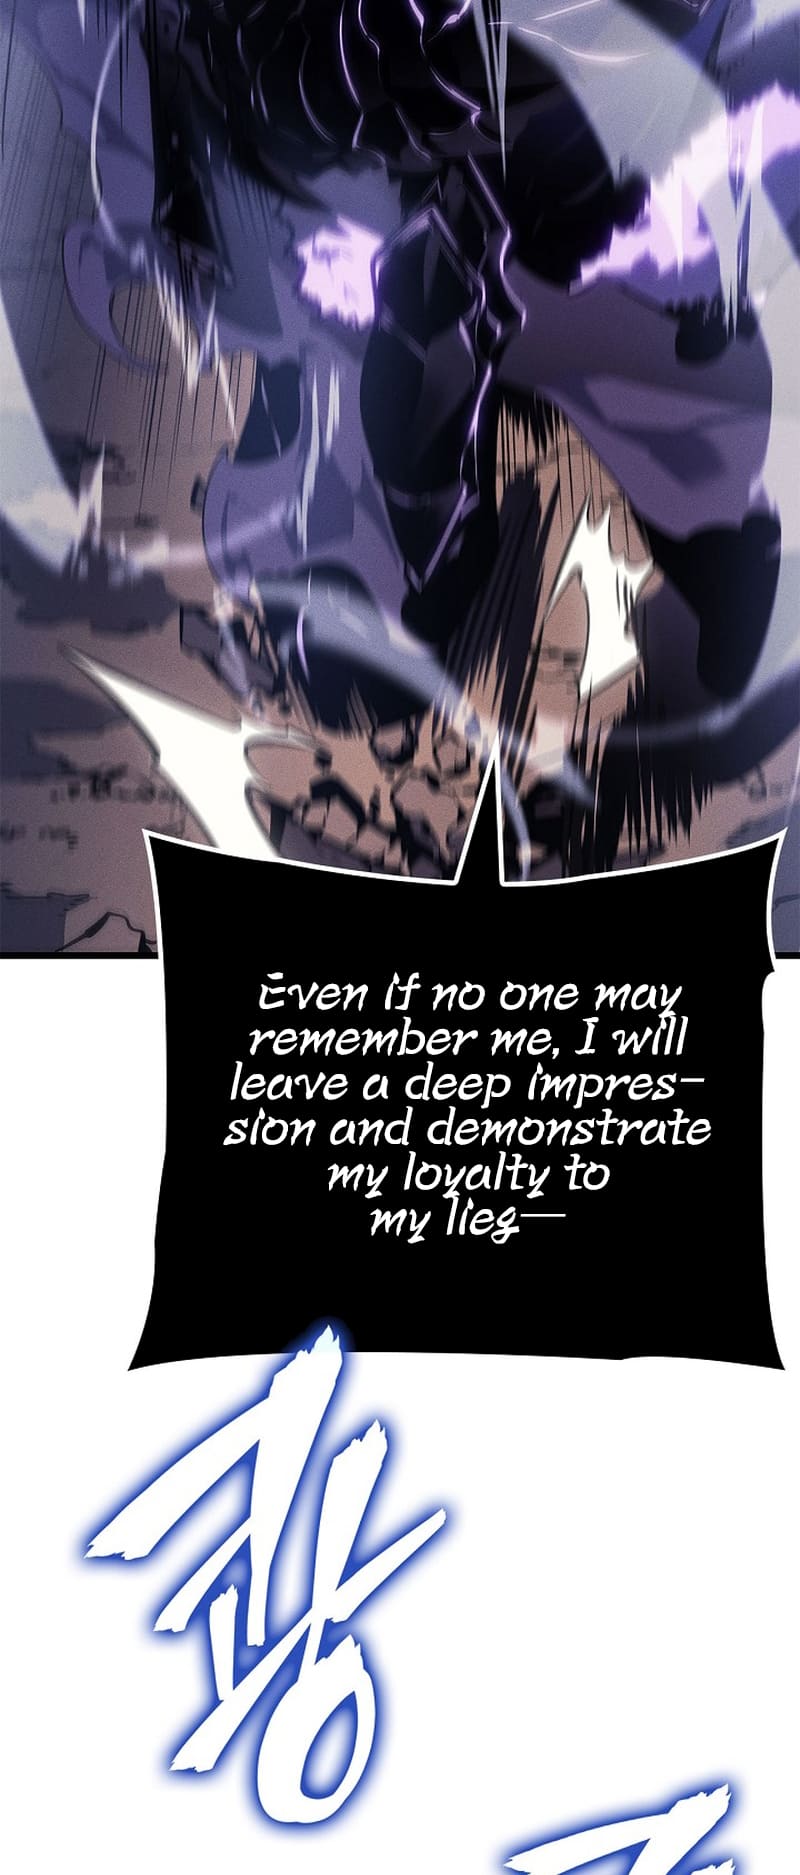 Even if no one may
remember me, I will
leave a deep impres-
sion and demonstrate
my loyalty to
my lieg—